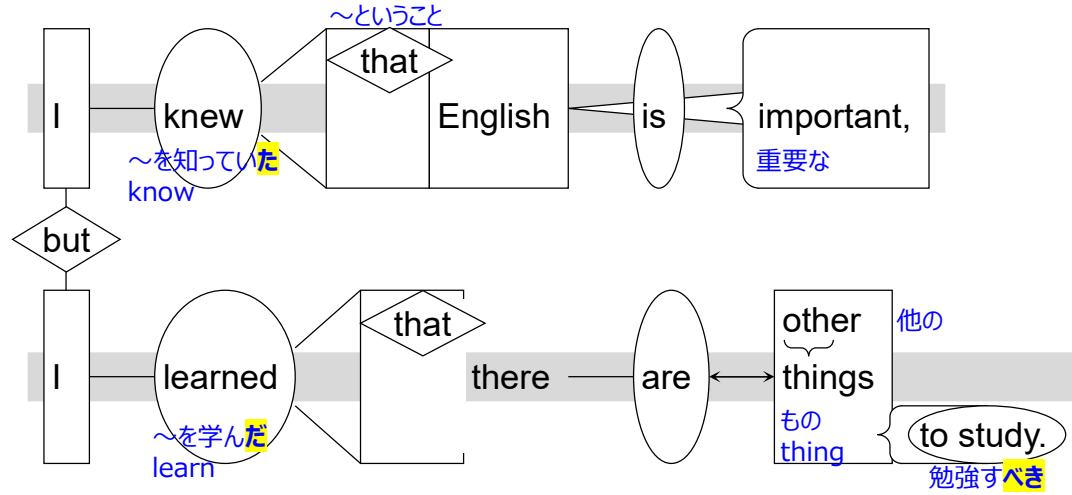 ～ということ
that
I knew English is important,
～を知っていた
know
重要な
but
that
other 他の
I learned there are things
～を学んだ
learn
もの
thing
to study.
勉強すべき